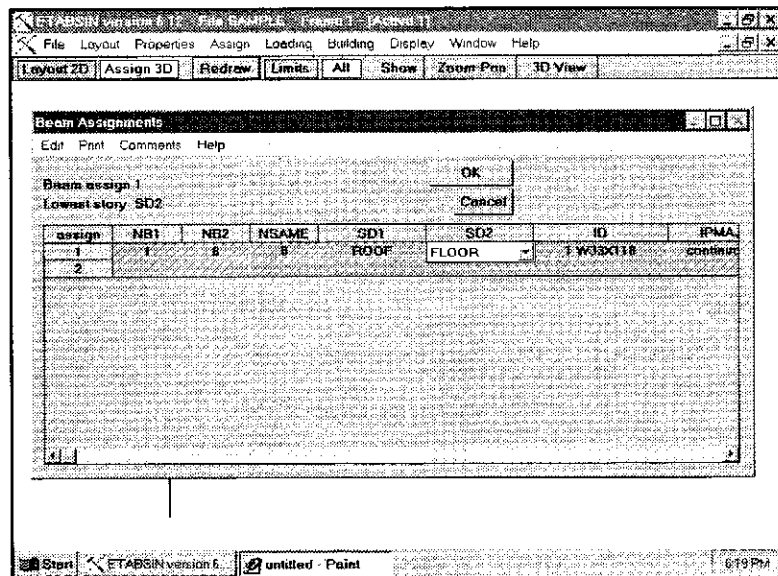 ETABSIN version 6.12 File SAMPLE Frame 1 - [Active 1]
File Layout Properties Assign Loading Building Display Window Help
Layout 2D Assign 3D Redraw Limits All Show Zoom-Pan 3D View
Beam Assignments
Edit Print Comments Help
OK
Beam assign 1
Cancel
Lowest story SD2
assign NB1 NB2 NSAME SD1 SD2 ID IPMA
1 1 8 ROOF FLOOR 1 W33X118 continuo
2
Start ETABSIN version 6... untitled - Paint 6:19 PM